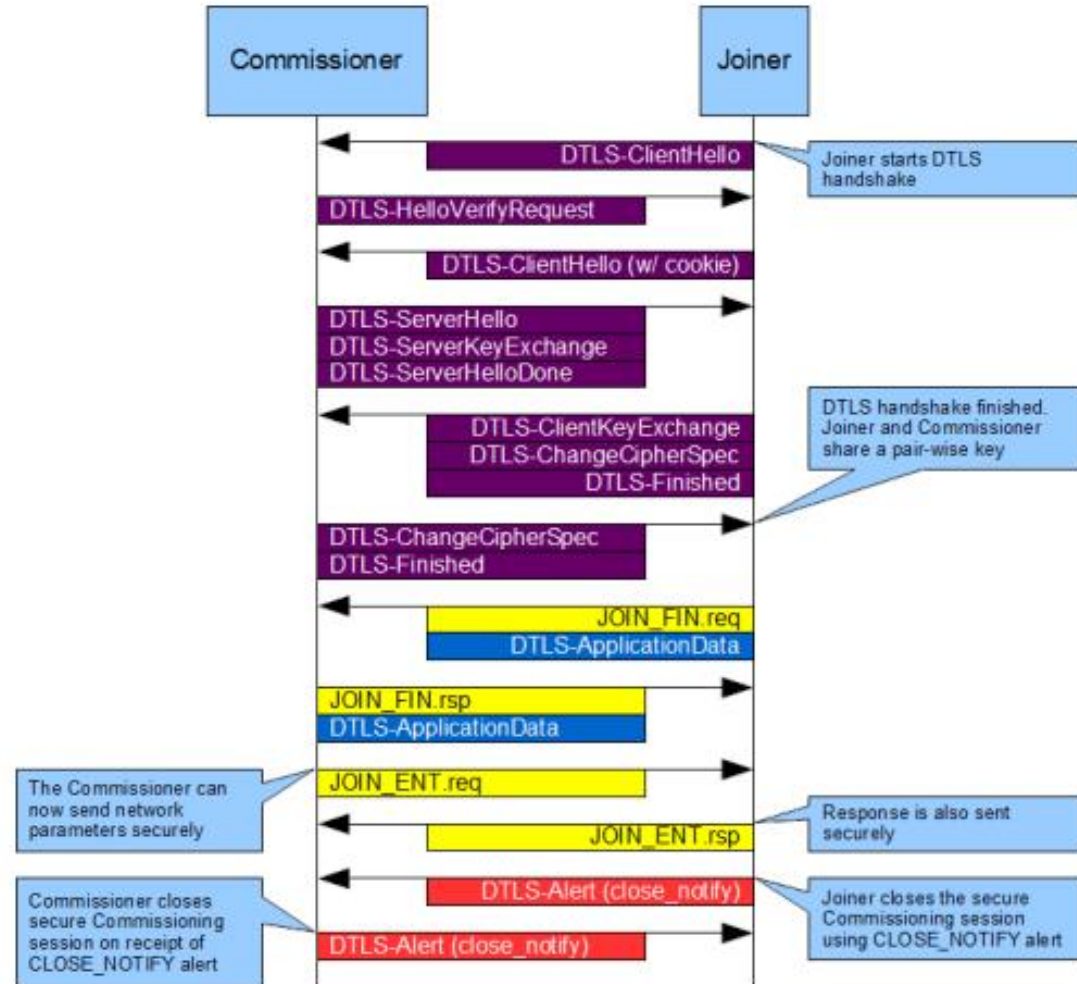 Commissioner
Joiner
DTLS-ClientHello
Joiner starts DTLS
handshake
DTLS-HelloVerifyRequest
DTLS-ClientHello (w/ cookie)
DTLS-ServerHello
DTLS-ServerKeyExchange
DTLS-ServerHelloDone
DTLS-ClientKeyExchange
DTLS-ChangeCipherSpec
DTLS-Finished
DTLS handshake finished.
Joiner and Commissioner
share a pair-wise key
DTLS-ChangeCipherSpec
DTLS-Finished
JOIN_FIN.req
DTLS-ApplicationData
JOIN_FIN.rsp
DTLS-ApplicationData
The Commissioner can
now send network
parameters securely
JOIN_ENT.req
JOIN_ENT.rsp
Response is also sent
securely
DTLS-Alert (close_notify)
Joiner closes the secure
Commissioning session
using CLOSE_NOTIFY alert
Commissioner closes
secure Commissioning
session on receipt of
CLOSE_NOTIFY alert
DTLS-Alert (close_notify)